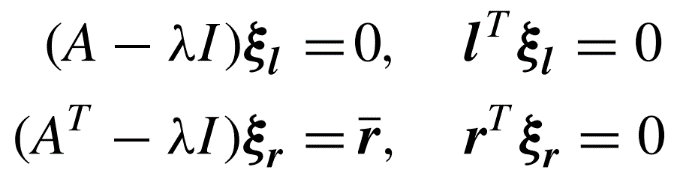 (A − λI)ξ_l = 0, l^T ξ_l = 0
(A^T − λI)ξ_r = r̄, r^T ξ_r = 0